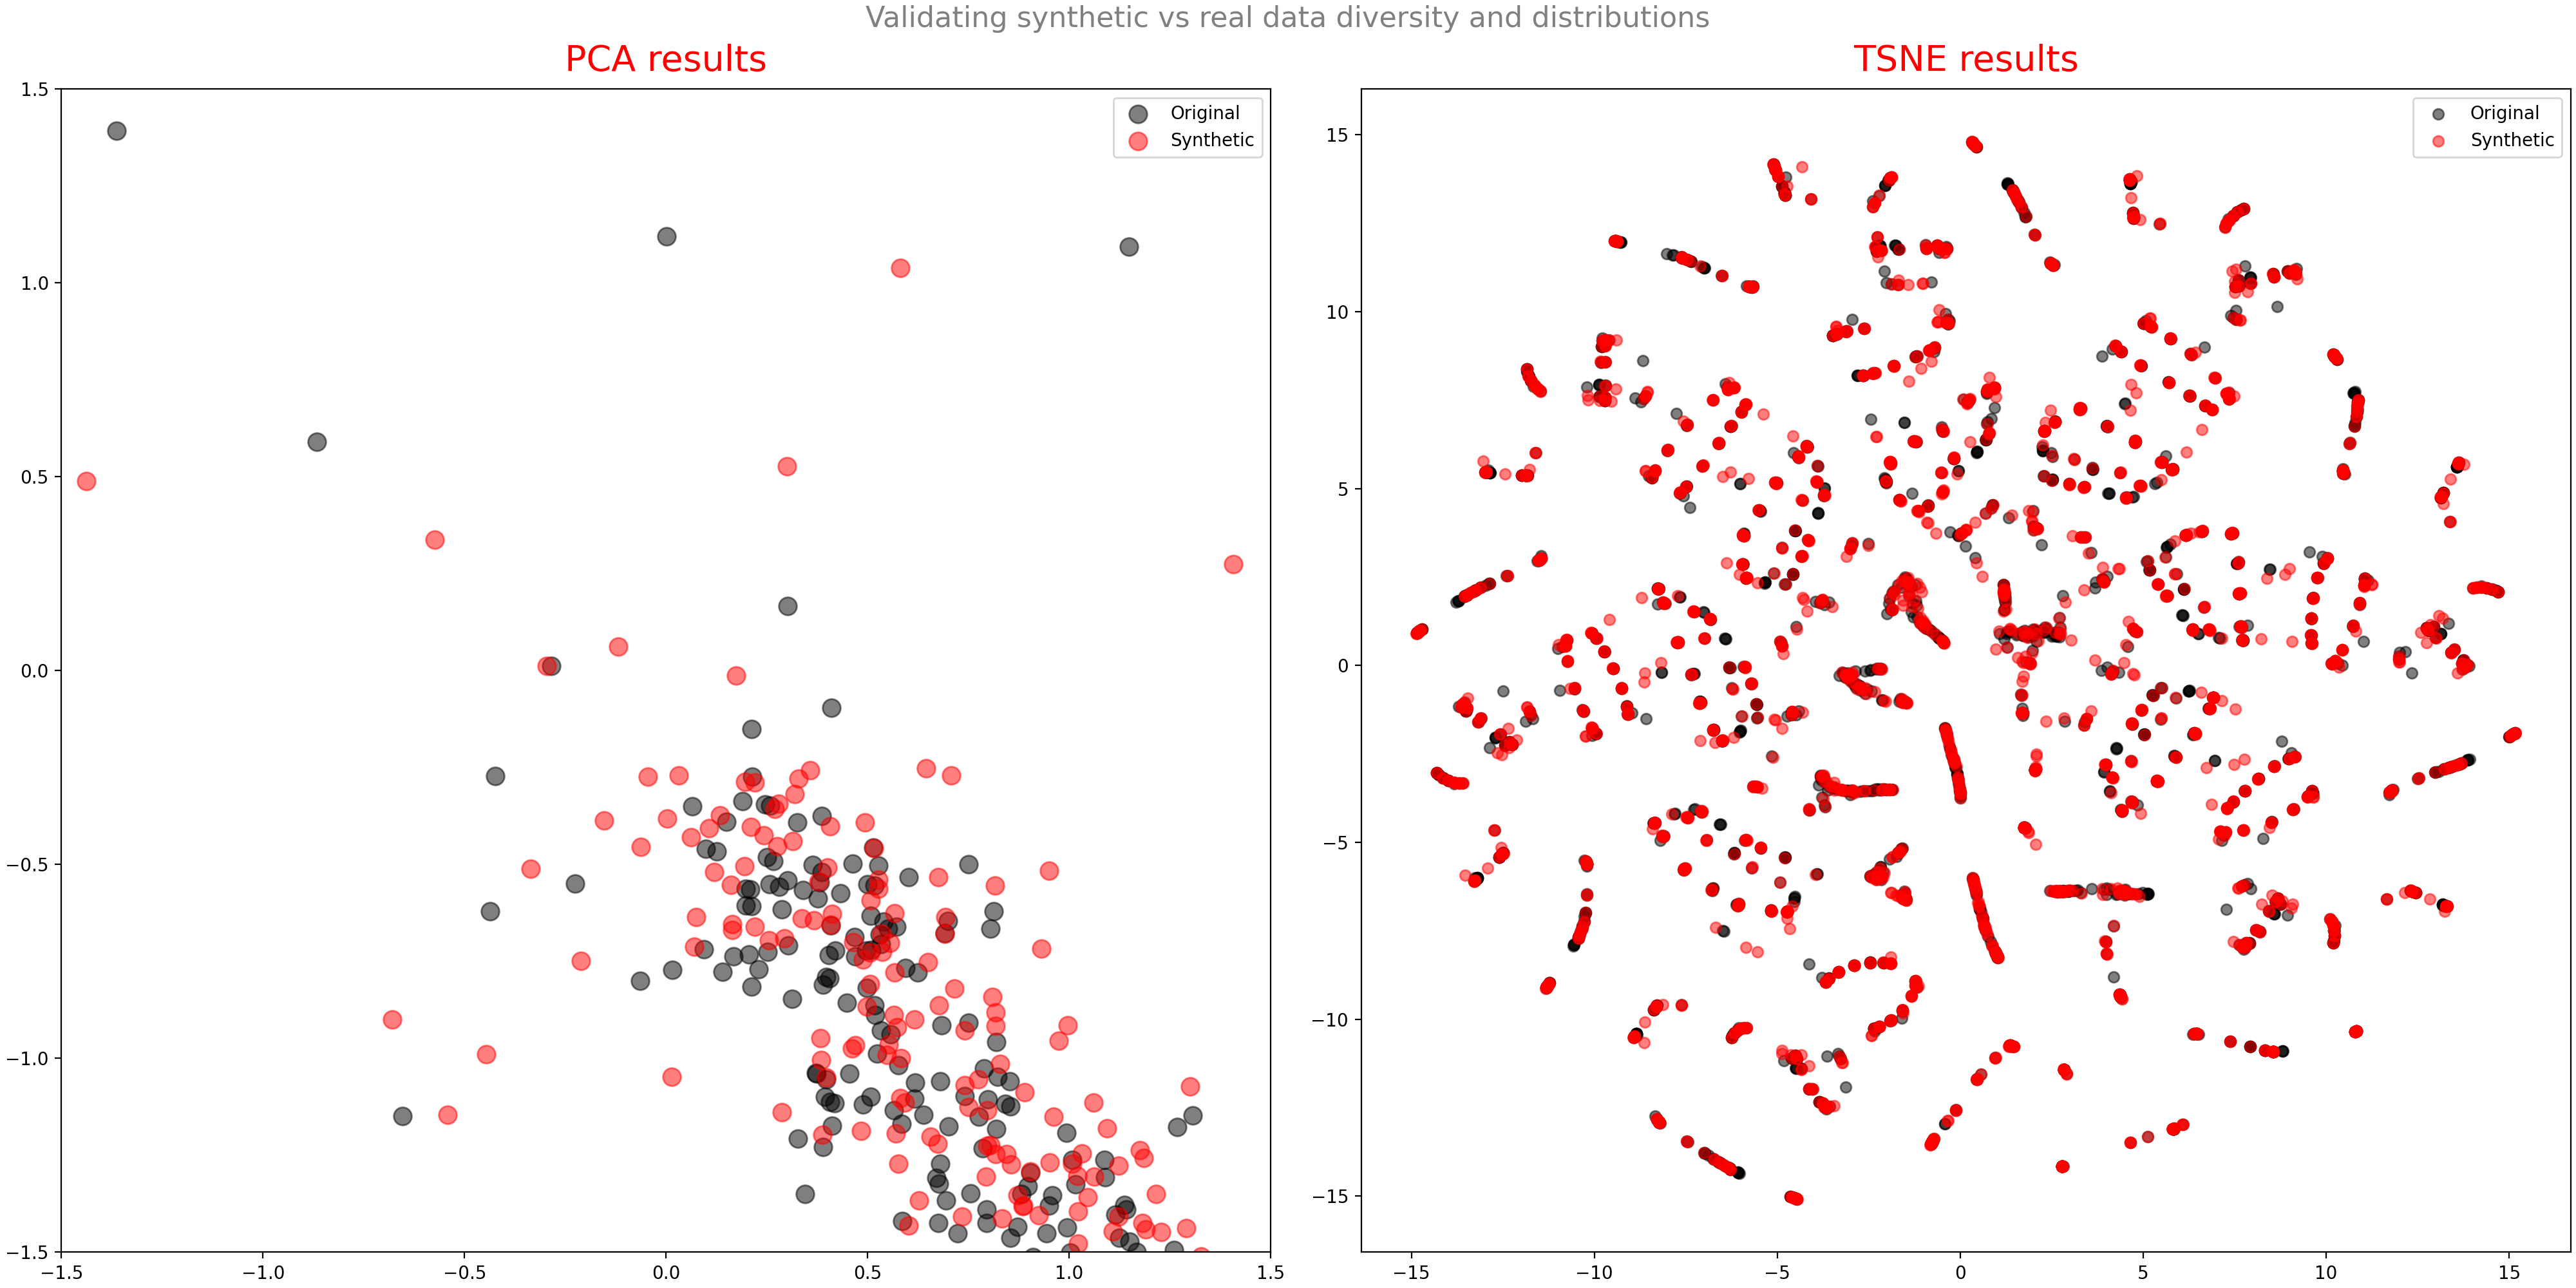 Validating synthetic vs real data diversity and distributions
PCA results
TSNE results
Original
Synthetic
1.5
1.0
0.5
0.0
−0.5
−1.0
−1.5
−1.5 −1.0 −0.5 0.0 0.5 1.0 1.5
Original
Synthetic
15
10
5
0
−5
−10
−15
−15 −10 −5 0 5 10 15